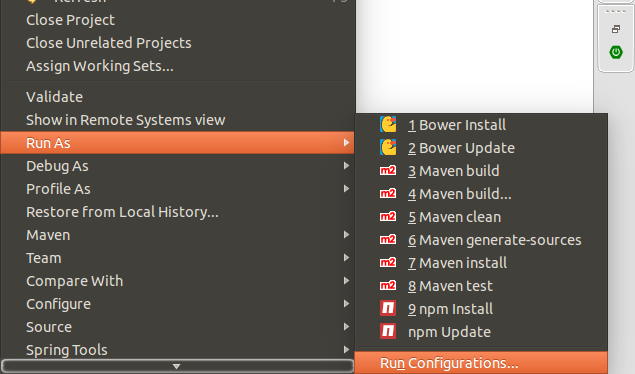 Close Project
Close Unrelated Projects
Assign Working Sets...
Validate
Show in Remote Systems view
Run As
Debug As
Profile As
Restore from Local History...
Maven
Team
Compare With
Configure
Source
Spring Tools
1 Bower Install
2 Bower Update
m2 3 Maven build
m2 4 Maven build...
m2 5 Maven clean
m2 6 Maven generate-sources
m2 7 Maven install
m2 8 Maven test
n 9 npm Install
n npm Update
Run Configurations...